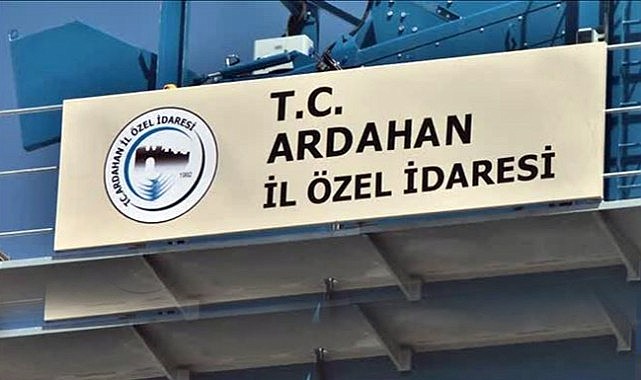 T.C. ARDAHAN İL ÖZEL İDARESİ
1992
T.C.
ARDAHAN
İL ÖZEL İDARESİ